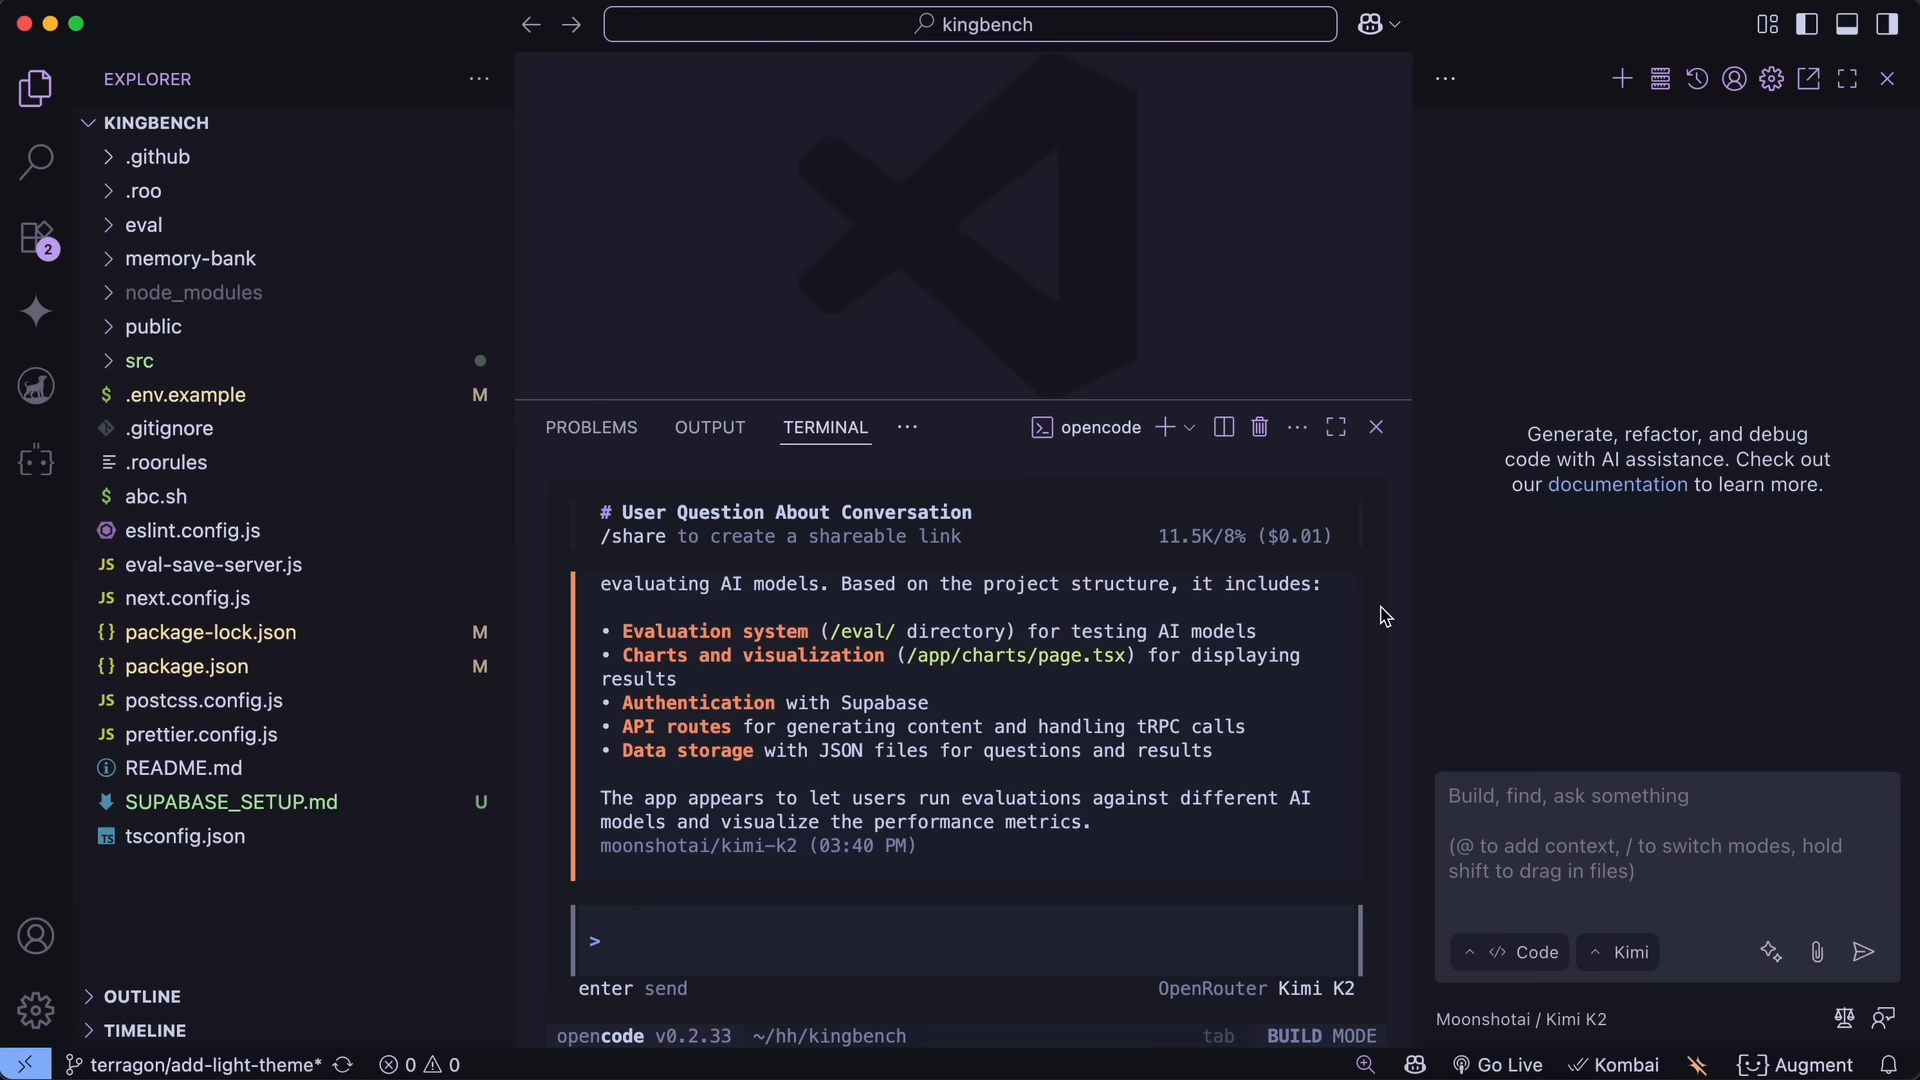 kingbench
EXPLORER
KINGBENCH
.github
.roo
eval
memory-bank
node_modules
public
src
.env.example M
.gitignore
.roorules
abc.sh
eslint.config.js
JS eval-save-server.js
JS next.config.js
{} package-lock.json M
{} package.json M
JS postcss.config.js
JS prettier.config.js
README.md
SUPABASE_SETUP.md U
TS tsconfig.json
OUTLINE
TIMELINE
2
PROBLEMS OUTPUT TERMINAL ··· opencode
# User Question About Conversation
/share to create a shareable link 11.5K/8% ($0.01)
evaluating AI models. Based on the project structure, it includes:
• Evaluation system (/eval/ directory) for testing AI models
• Charts and visualization (/app/charts/page.tsx) for displaying
results
• Authentication with Supabase
• API routes for generating content and handling tRPC calls
• Data storage with JSON files for questions and results
The app appears to let users run evaluations against different AI
models and visualize the performance metrics.
moonshotai/kimi-k2 (03:40 PM)
>
enter send OpenRouter Kimi K2
opencode v0.2.33 ~/hh/kingbench tab BUILD MODE
Generate, refactor, and debug
code with AI assistance. Check out
our documentation to learn more.
Build, find, ask something
(@ to add context, / to switch modes, hold
shift to drag in files)
Code Kimi
Moonshotai / Kimi K2
terragon/add-light-theme* 0 0 Go Live Kombai Augment